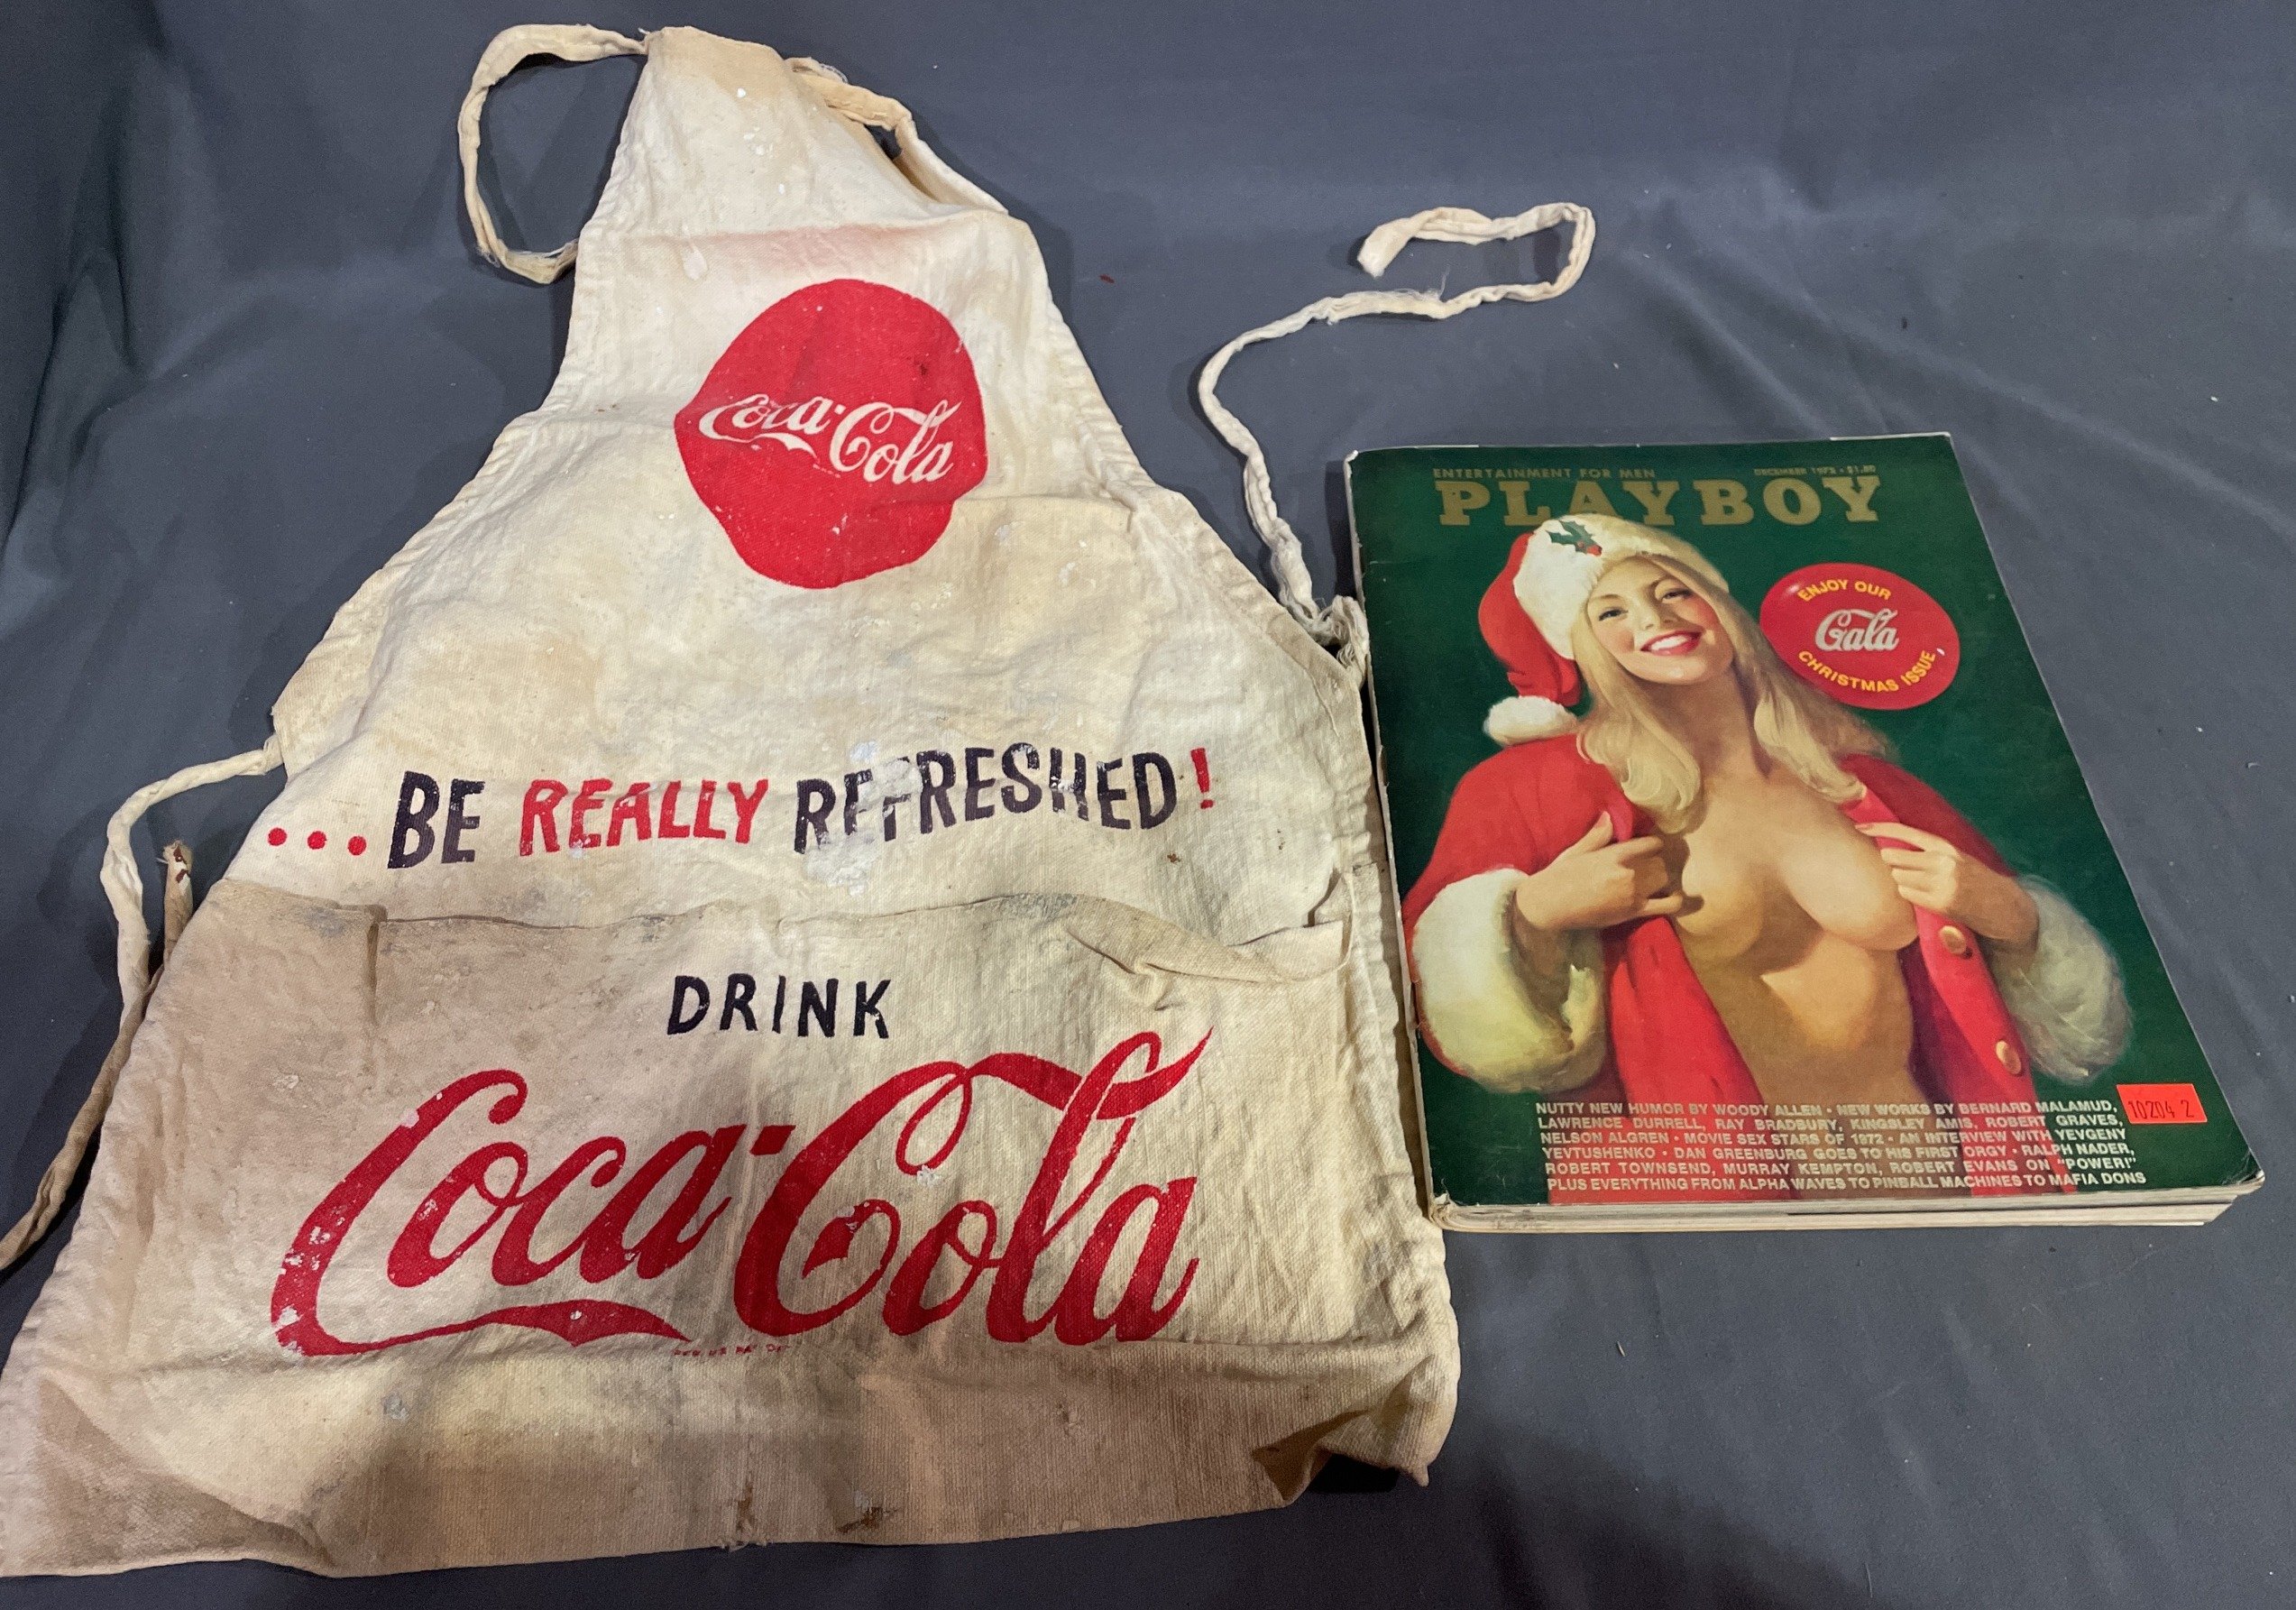 Coca-Cola
...BE REALLY REFRESHED!
DRINK
Coca-Cola
ENTERTAINMENT FOR MEN
DECEMBER 1972 • $1.50
PLAYBOY
ENJOY OUR
Gala
CHRISTMAS ISSUE
NUTTY NEW HUMOR BY WOODY ALLEN • NEW WORKS BY BERNARD MALAMUD,
LAWRENCE DURRELL, RAY BRADBURY, KINGSLEY AMIS, ROBERT GRAVES,
NELSON ALGREN • MOVIE SEX STARS OF 1972 • AN INTERVIEW WITH YEVGENY
YEVTUSHENKO • DAN GREENBURG GOES TO HIS FIRST ORGY • RALPH NADER,
ROBERT TOWNSEND, MURRAY KEMPTON, ROBERT EVANS ON "POWER!"
PLUS EVERYTHING FROM ALPHA WAVES TO PINBALL MACHINES TO MAFIA DONS
10204 2